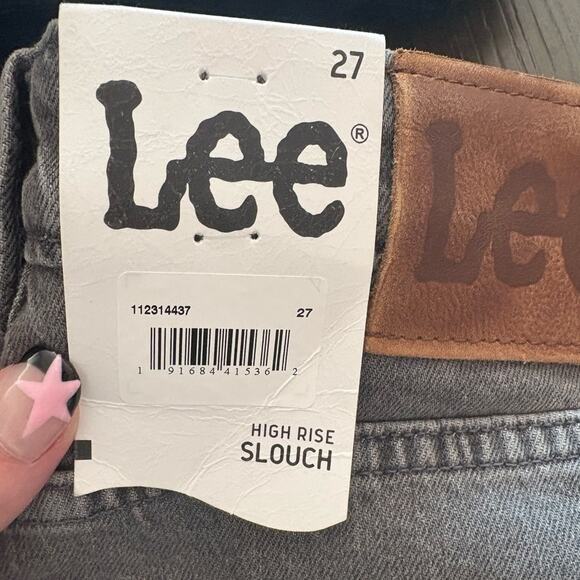 27
Lee®
Lee
112314437 27
1 91684 41536 2
HIGH RISE
SLOUCH